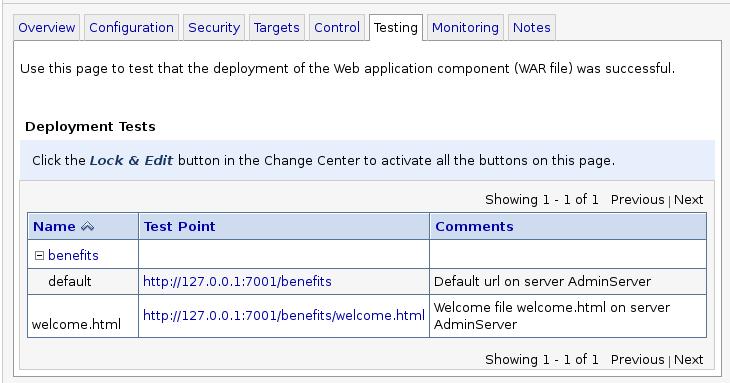 Overview Configuration Security Targets Control Testing Monitoring Notes
Use this page to test that the deployment of the Web application component (WAR file) was successful.
Deployment Tests
Click the Lock & Edit button in the Change Center to activate all the buttons on this page.
Showing 1 - 1 of 1 Previous | Next
Name Test Point Comments
benefits
default http://127.0.0.1:7001/benefits Default url on server AdminServer
welcome.html http://127.0.0.1:7001/benefits/welcome.html Welcome file welcome.html on server
AdminServer
Showing 1 - 1 of 1 Previous | Next